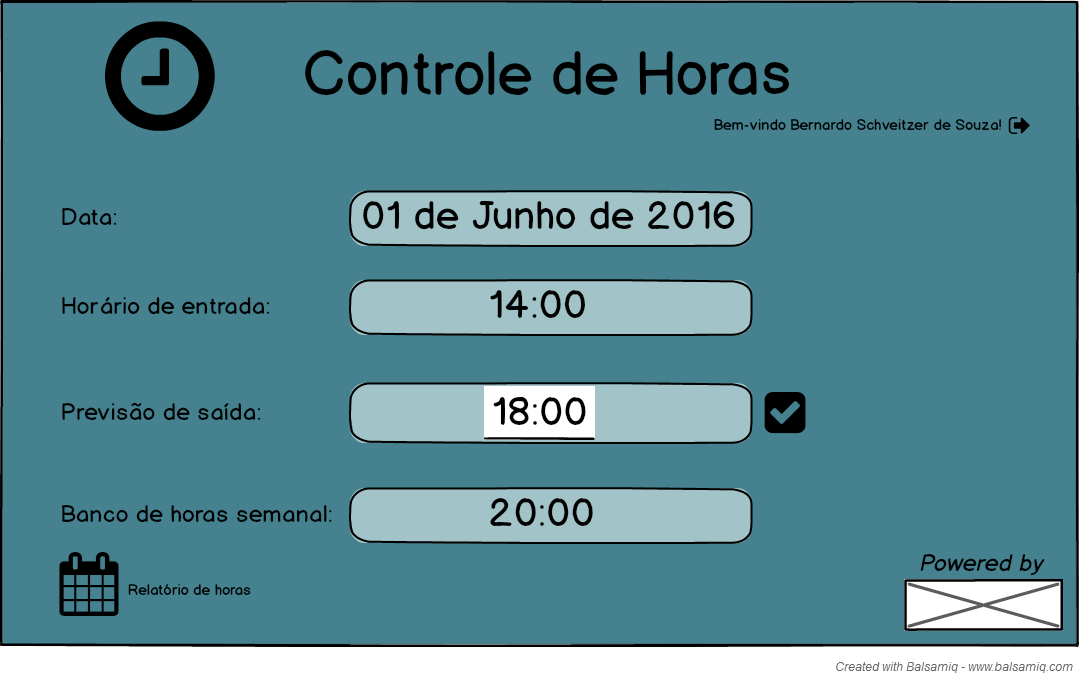 Controle de Horas
Bem-vindo Bernardo Schveitzer de Souza!
Data:
01 de Junho de 2016
Horário de entrada:
14:00
Previsão de saída:
18:00
Banco de horas semanal:
20:00
Relatório de horas
Powered by
Created with Balsamiq - www.balsamiq.com